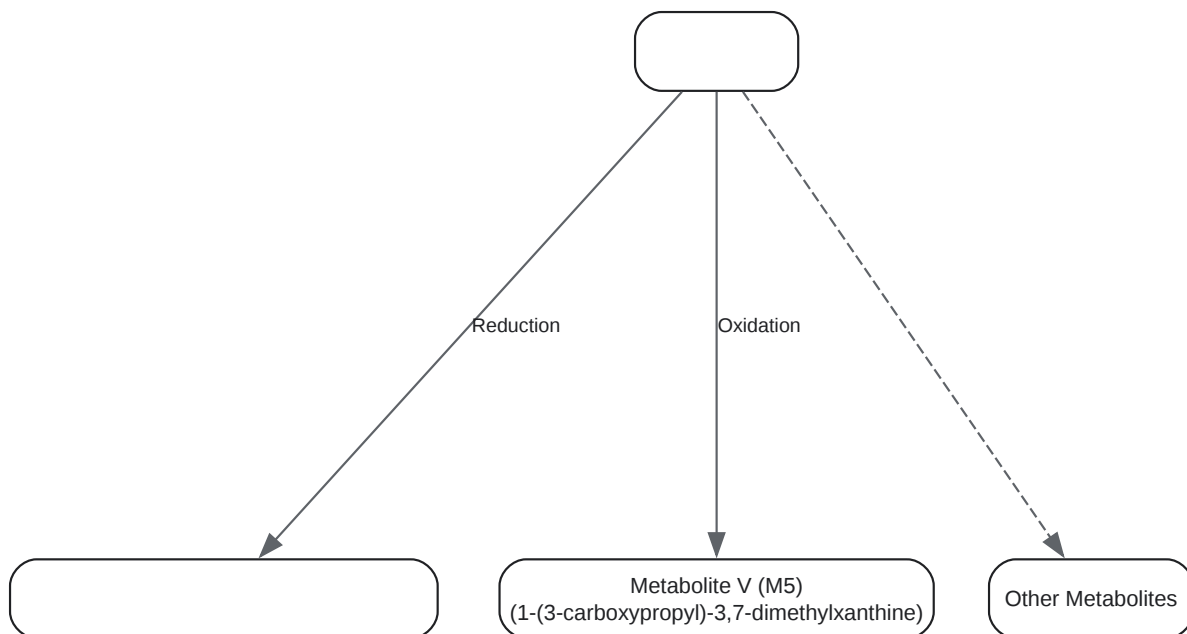 Reduction
Oxidation
Metabolite V (M5)
(1-(3-carboxypropyl)-3,7-dimethylxanthine)
Other Metabolites